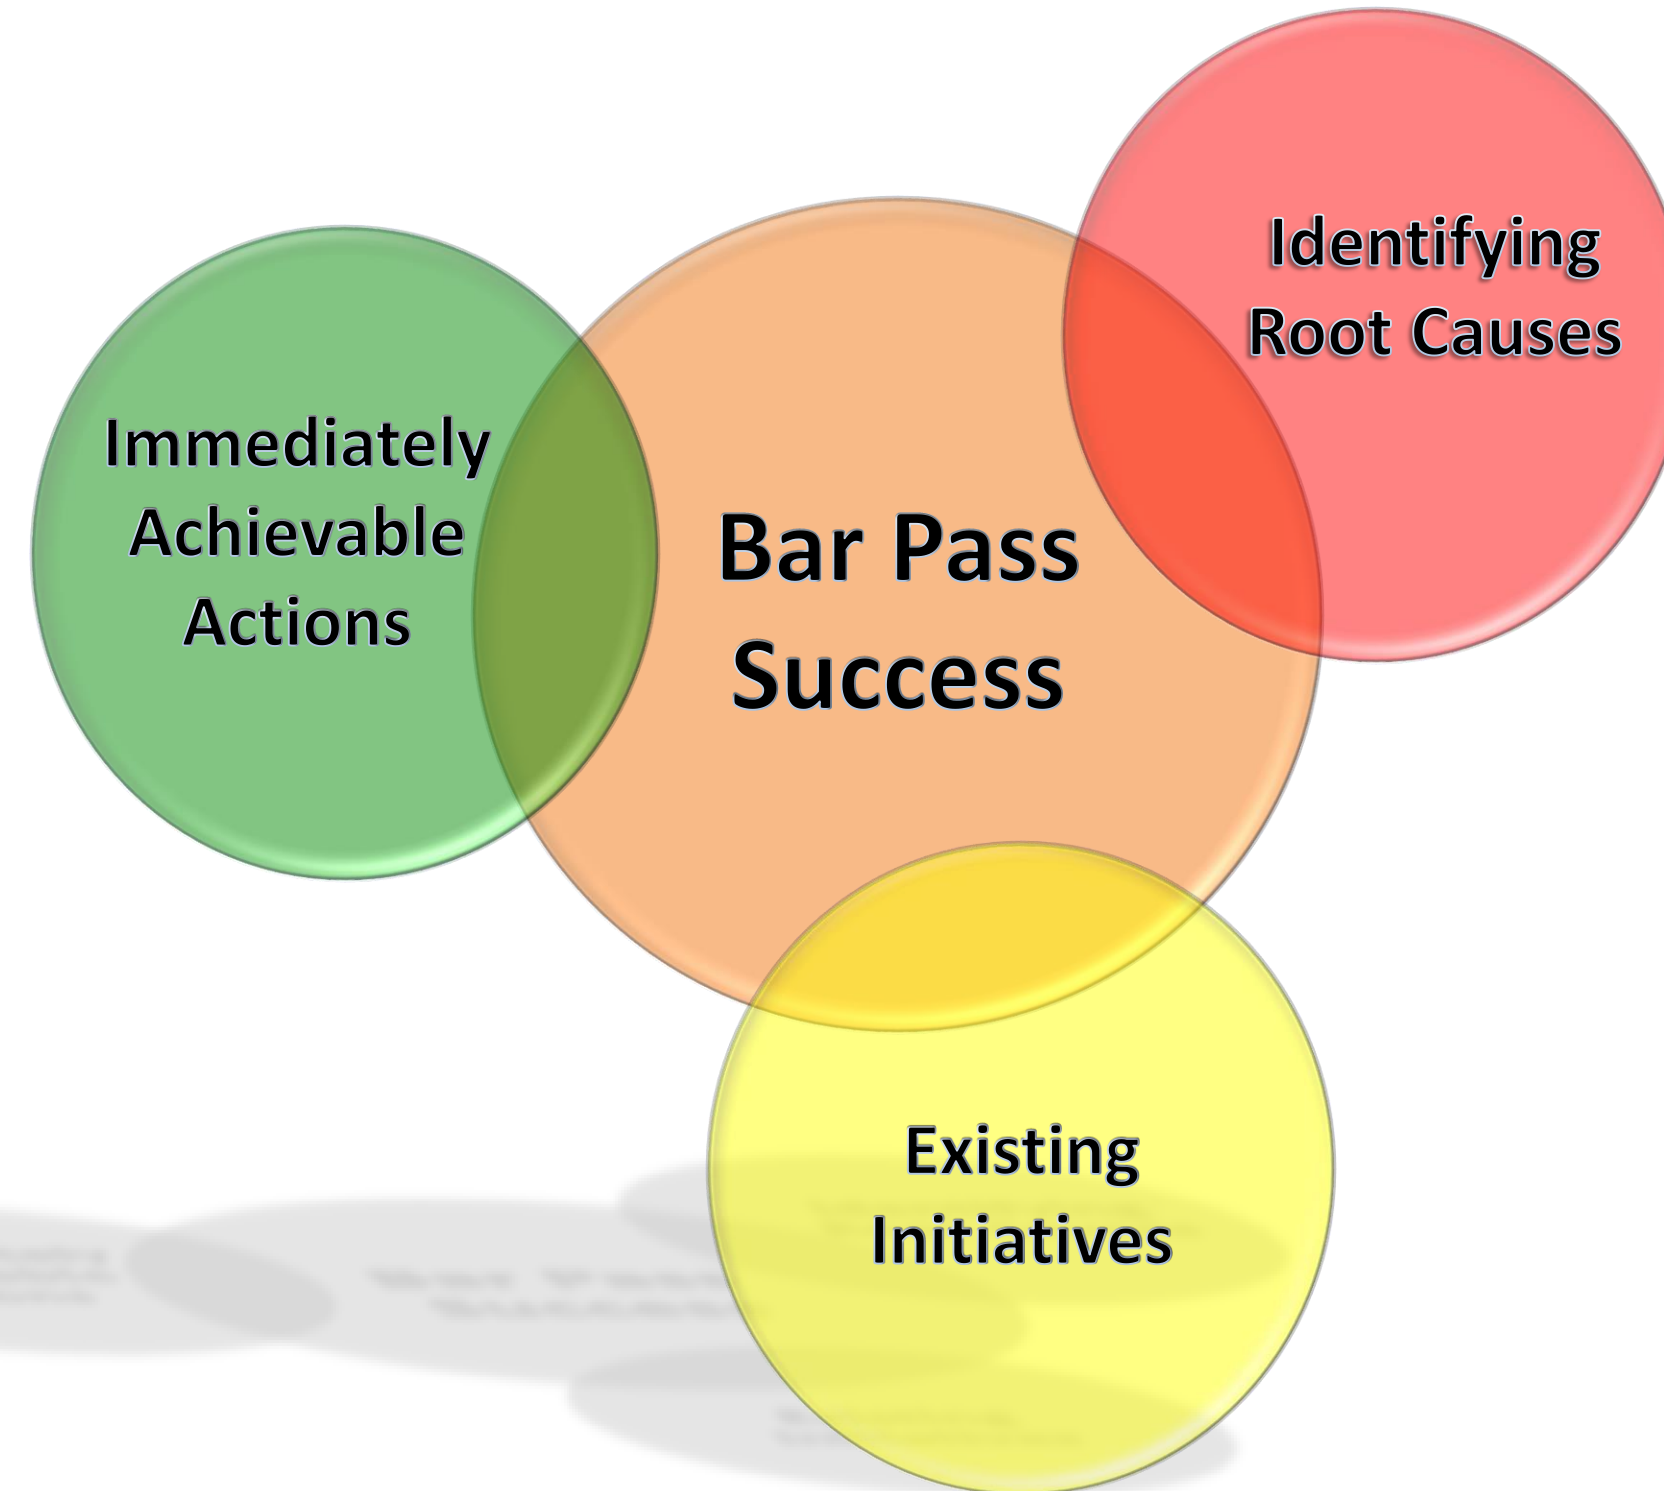 Identifying
Root Causes
Immediately
Achievable
Actions
Bar Pass
Success
Existing
Initiatives